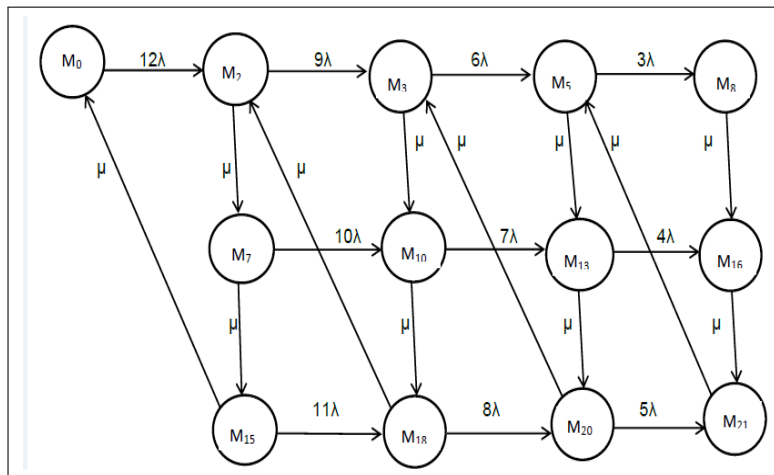 12λ 9λ 6λ 3λ
M₀ M₂ M₃ M₅ M₈
μ μ μ μ μ μ μ μ
10λ 7λ 4λ
M₇ M₁₀ M₁₃ M₁₆
μ μ μ μ
11λ 8λ 5λ
M₁₅ M₁₈ M₂₀ M₂₁